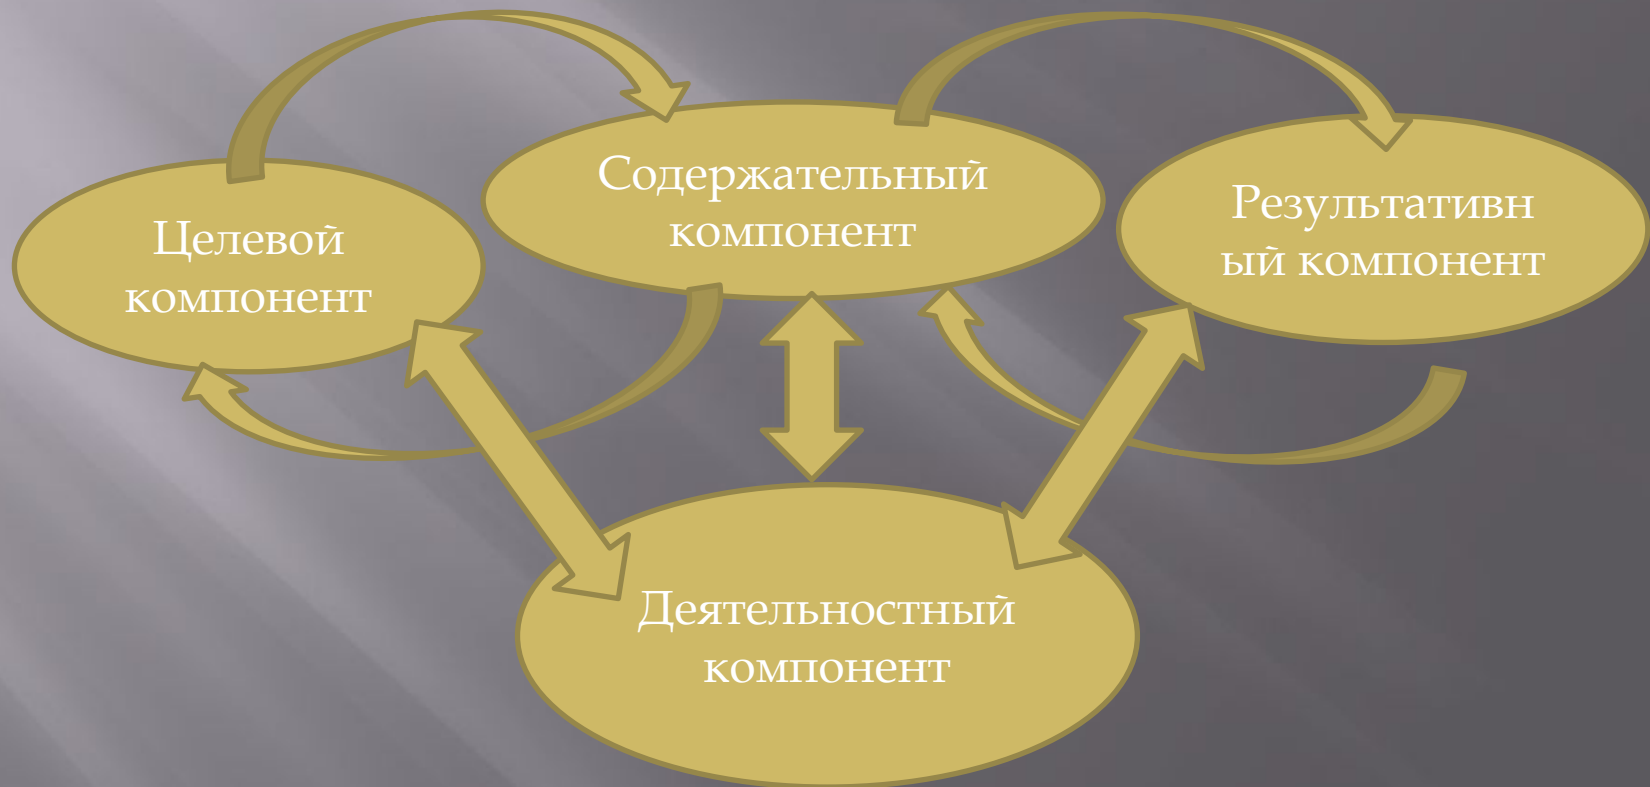 Целевой
компонент
Содержательный
компонент
Результативн
ый компонент
Деятельностный
компонент